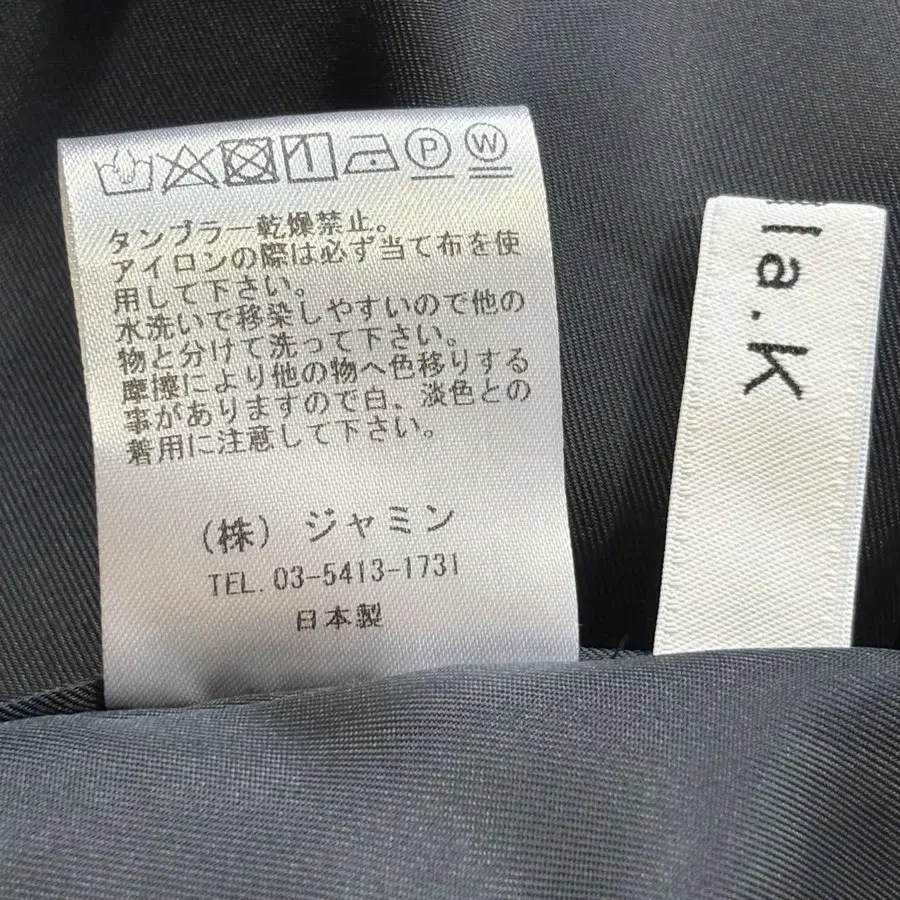 P W
タンブラー乾燥禁止。
アイロンの際は必ず当て布を使
用して下さい。
水洗いで移染しやすいので他の
物と分けて洗って下さい。
摩擦により他の物へ色移りする
事がありますので白、淡色との
着用に注意して下さい。
(株) ジャミン
TEL. 03-5413-1731
日本製
la.K